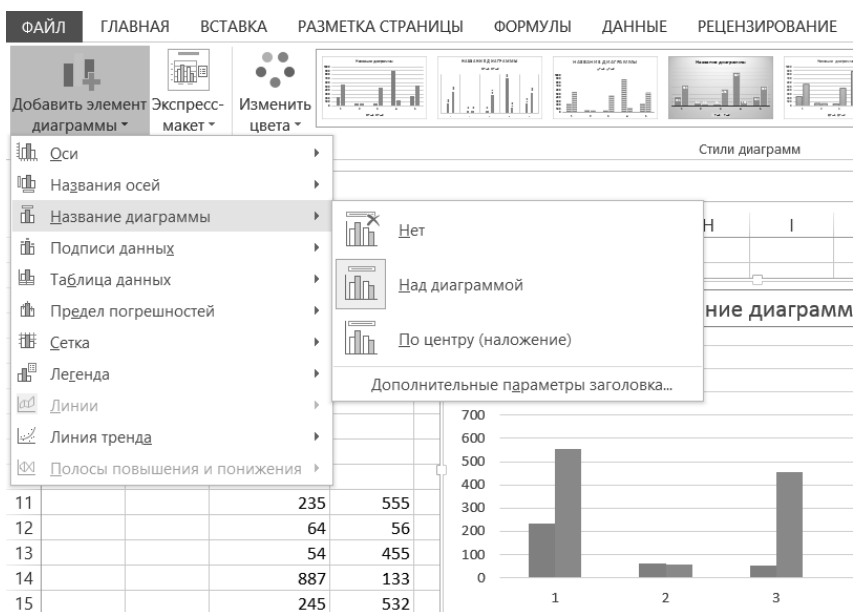 ФАЙЛ ГЛАВНАЯ ВСТАВКА РАЗМЕТКА СТРАНИЦЫ ФОРМУЛЫ ДАННЫЕ РЕЦЕНЗИРОВАНИЕ
Добавить элемент диаграммы
Экспресс-макет
Изменить цвета
Стили диаграмм
Оси
Названия осей
Название диаграммы
Подписи данных
Таблица данных
Предел погрешностей
Сетка
Легенда
Линии
Линия тренда
Полосы повышения и понижения
Нет
Над диаграммой
По центру (наложение)
Дополнительные параметры заголовка...
H I
ние диаграмм
700
600
500
400
300
200
100
0
1 2 3
11 235 555
12 64 56
13 54 455
14 887 133
15 245 532